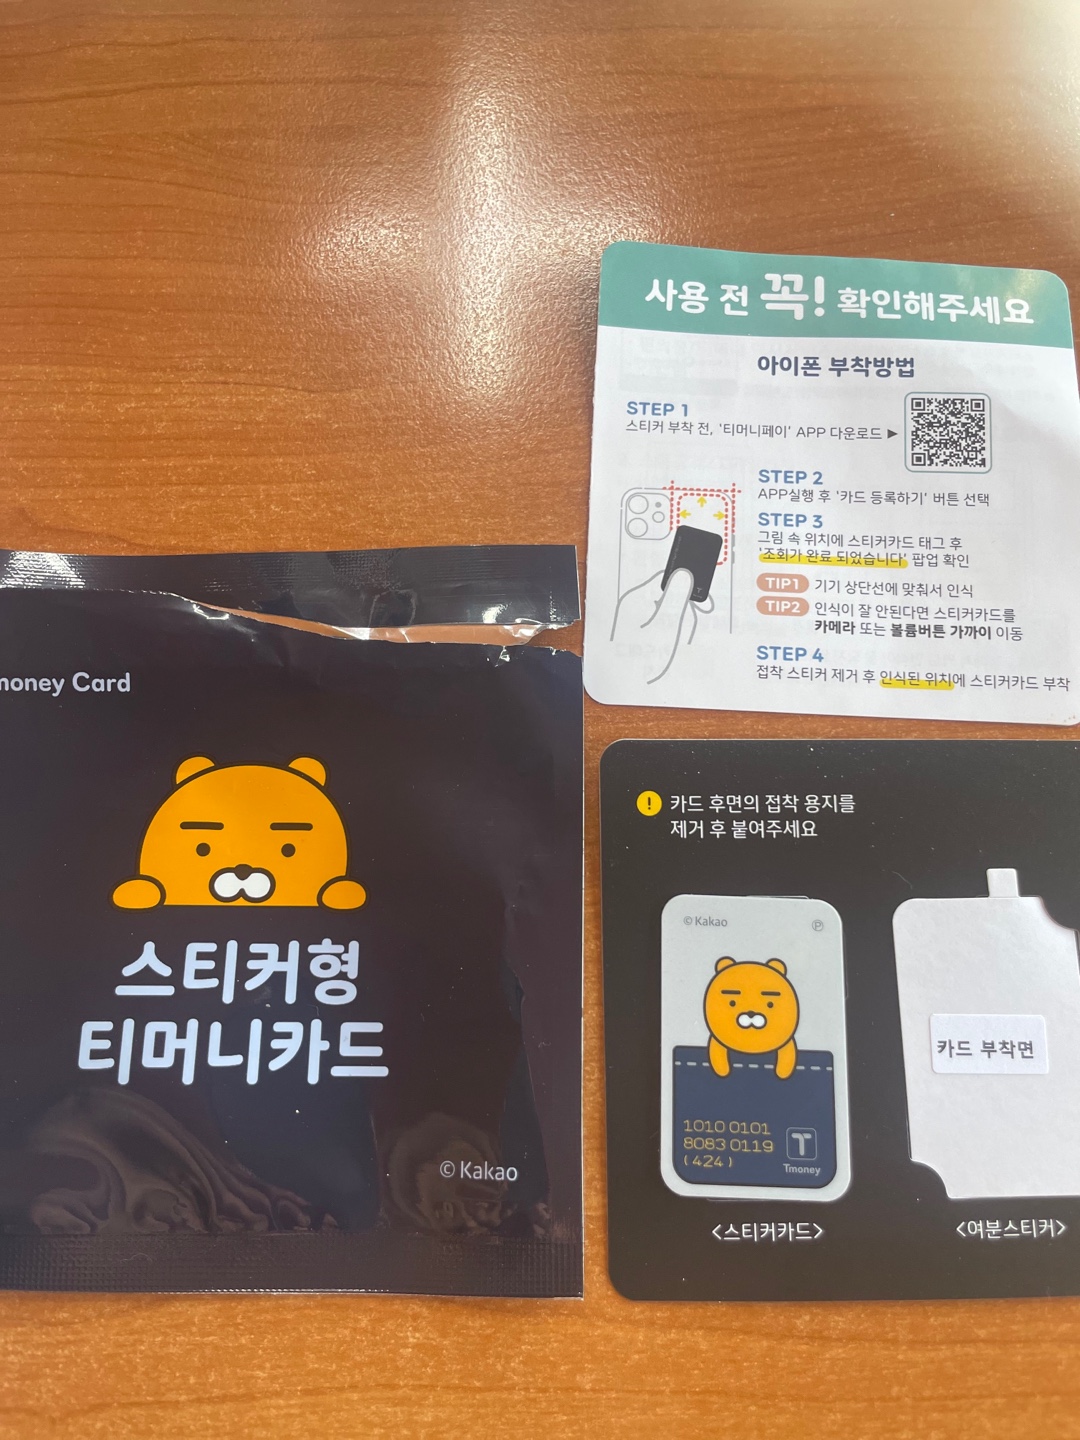 money Card
스티커형
티머니카드
© Kakao
사용 전 꼭! 확인해주세요
아이폰 부착방법
STEP 1
스티커 부착 전, '티머니페이' APP 다운로드 ▶
STEP 2
APP실행 후 '카드 등록하기' 버튼 선택
STEP 3
그림 속 위치에 스티커카드 태그 후
'조회가 완료 되었습니다' 팝업 확인
TIP1 기기 상단선에 맞춰서 인식
TIP2 인식이 잘 안된다면 스티커카드를
카메라 또는 볼륨버튼 가까이 이동
STEP 4
접착 스티커 제거 후 인식된 위치에 스티커카드 부착
! 카드 후면의 접착 용지를
제거 후 붙여주세요
© Kakao
P
1010 0101
8083 0119
(424)
T
Tmoney
카드 부착면
<스티커카드>
<여분스티커>